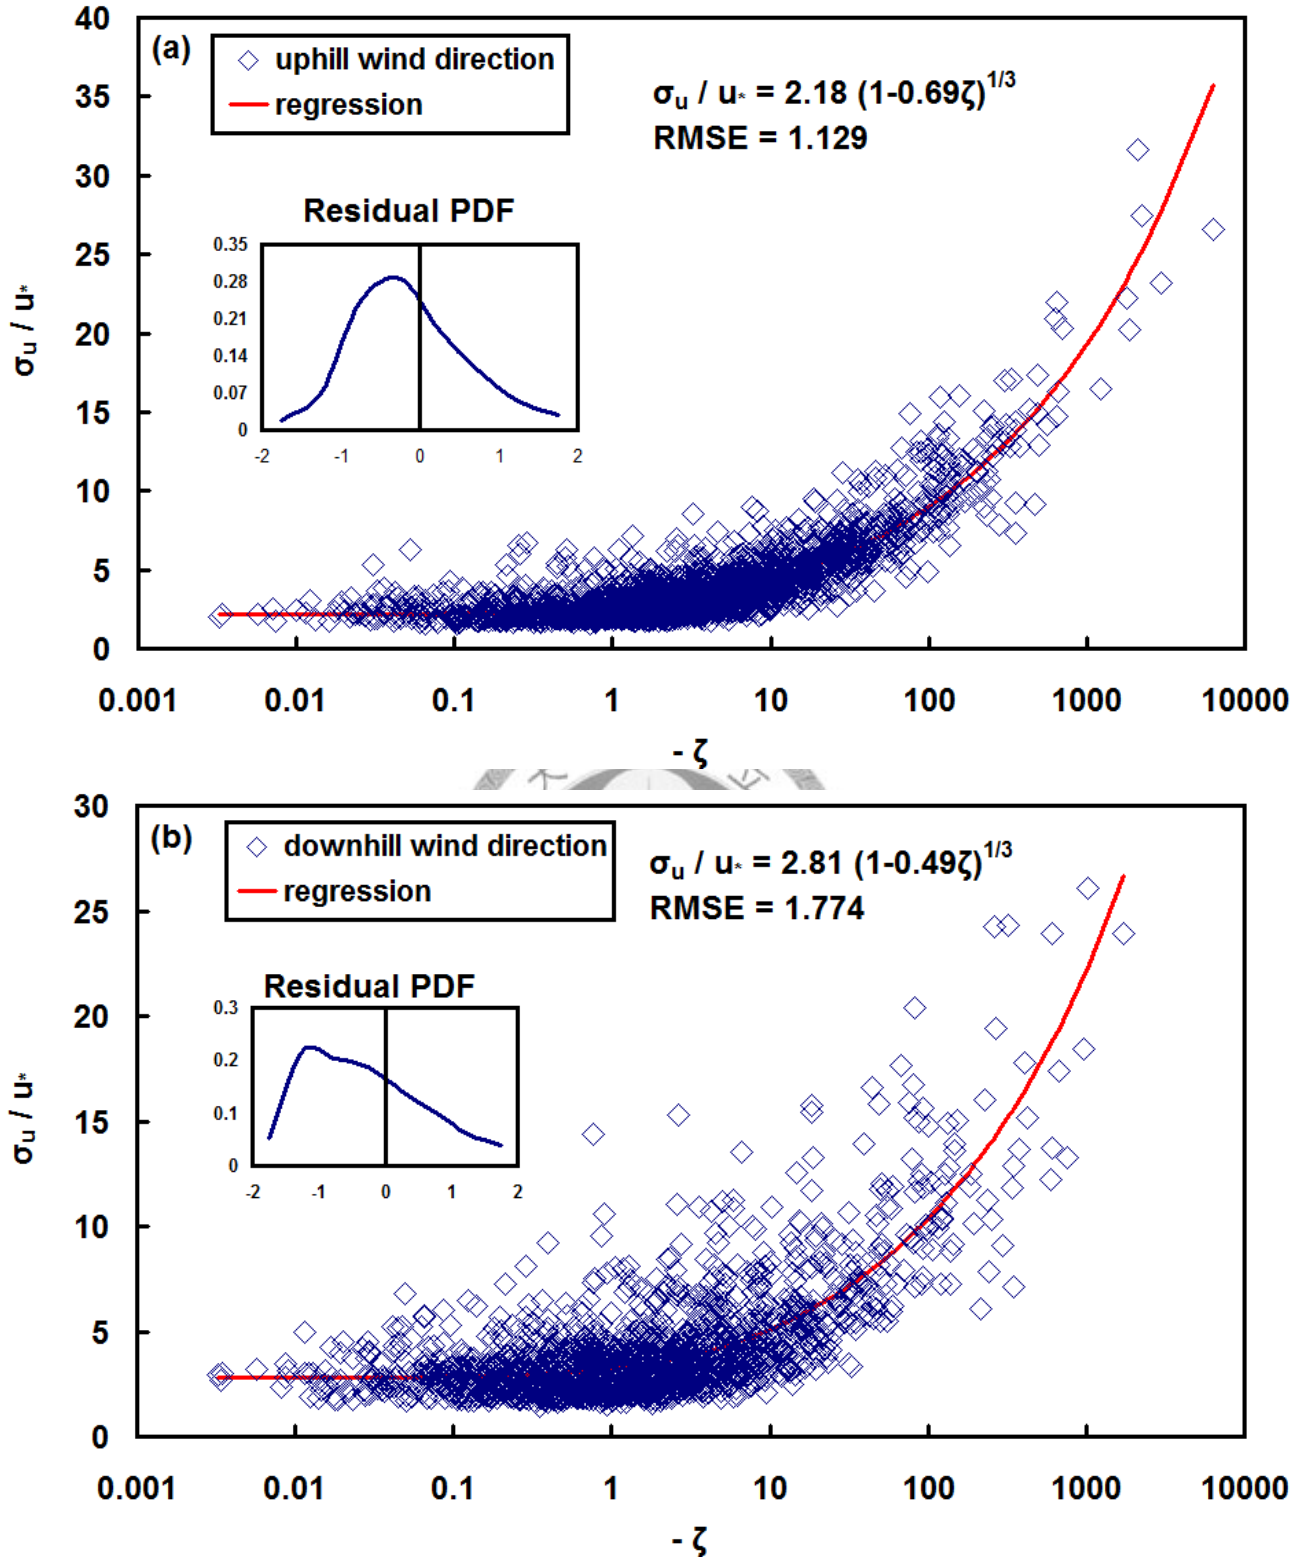 40
(a)
uphill wind direction
regression
σu / u* = 2.18 (1-0.69ζ)^1/3
RMSE = 1.129
35
30
25
20
15
10
5
0
σu / u*
Residual PDF
0.35
0.28
0.21
0.14
0.07
0
-2 -1 0 1 2
0.001 0.01 0.1 1 10 100 1000 10000
- ζ
30
(b)
downhill wind direction
regression
σu / u* = 2.81 (1-0.49ζ)^1/3
RMSE = 1.774
25
20
15
10
5
0
σu / u*
Residual PDF
0.3
0.2
0.1
0
-2 -1 0 1 2
0.001 0.01 0.1 1 10 100 1000 10000
- ζ